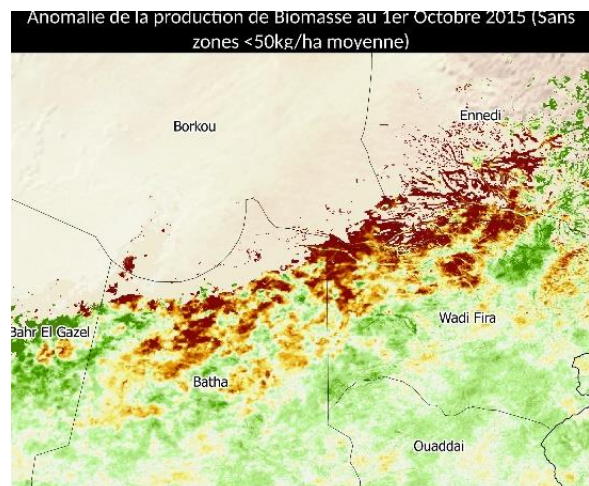 Anomalie de la production de Biomasse au 1er Octobre 2015 (Sans
zones <50kg/ha moyenne)
Borkou
Ennedi
Bahr El Gazel
Wadi Fira
Batha
Ouaddai